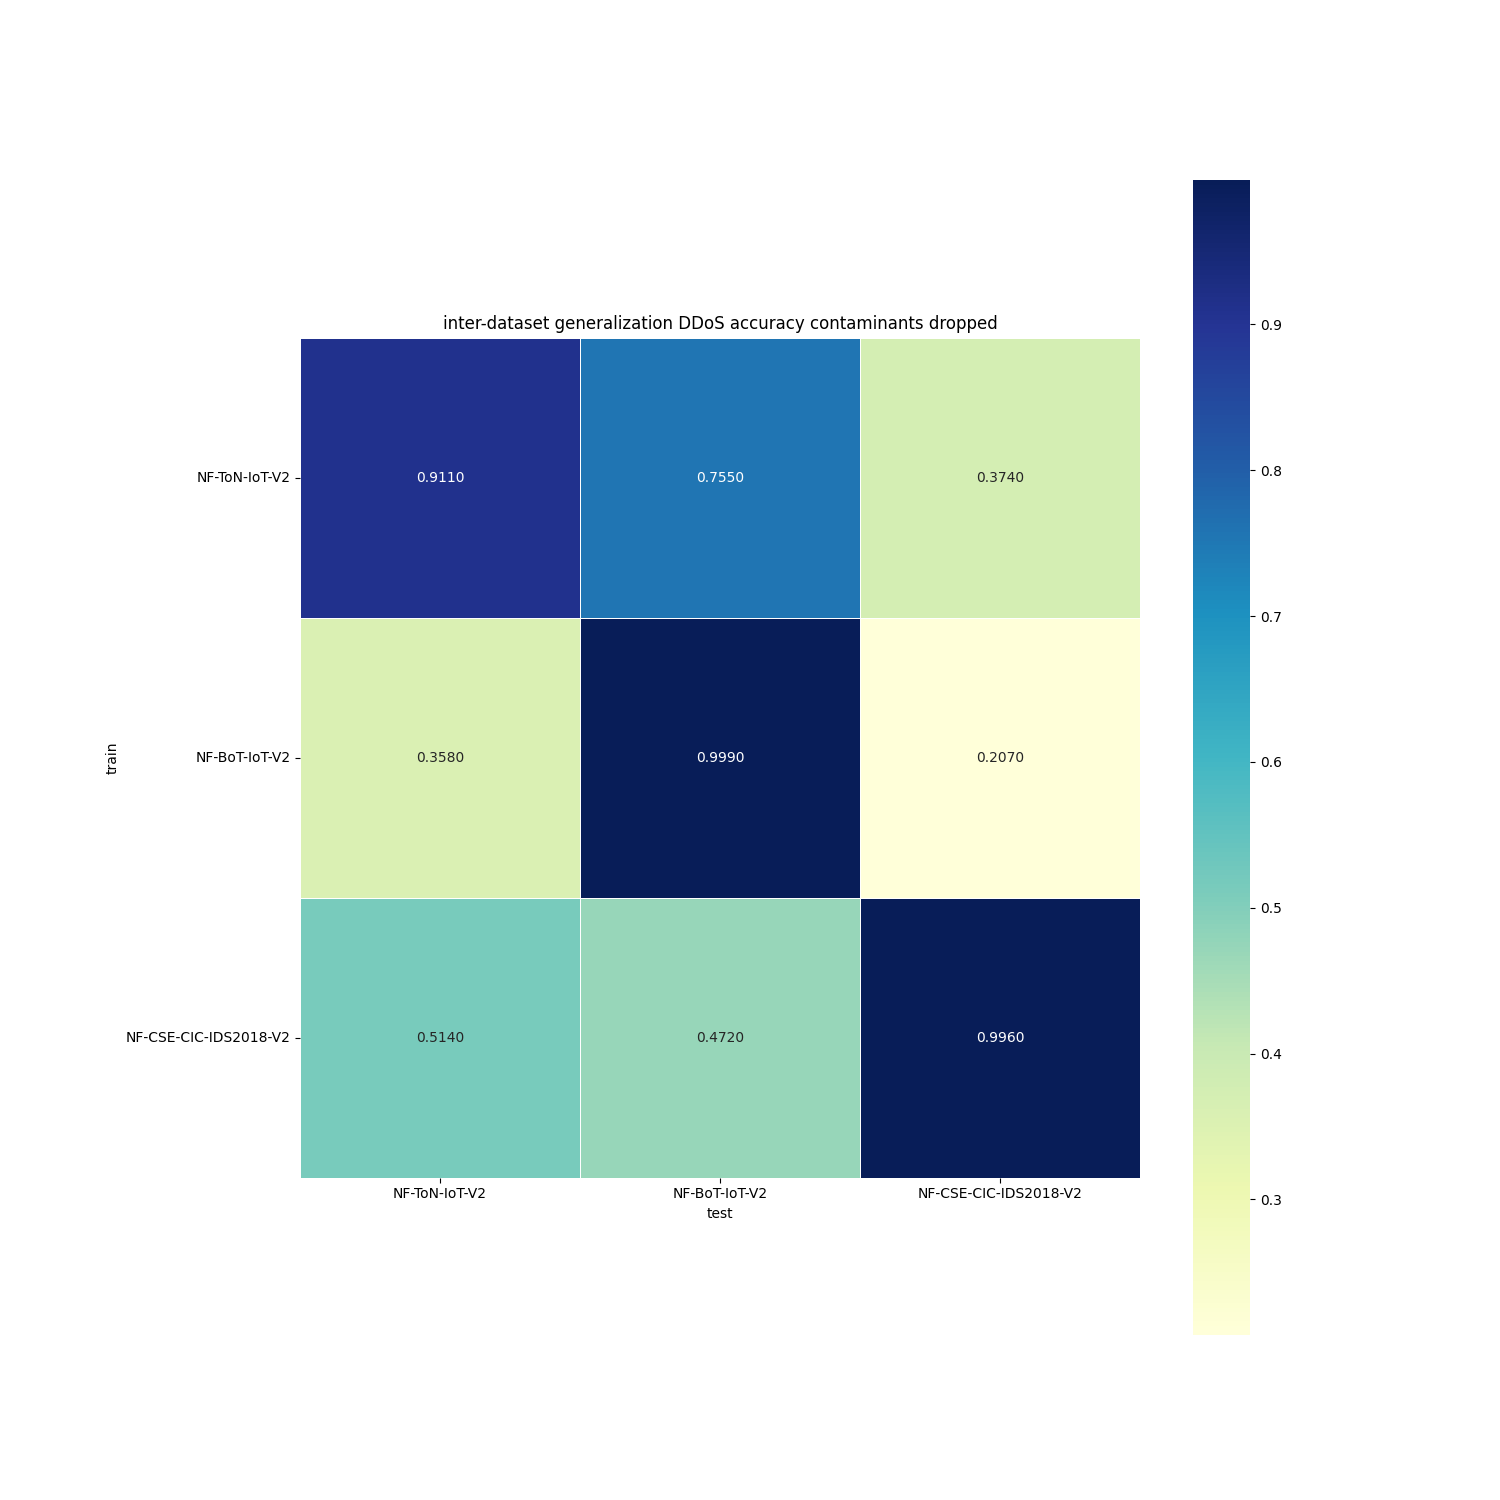 inter-dataset generalization DDoS accuracy contaminants dropped
train
NF-ToN-IoT-V2
0.9110 0.7550 0.3740
NF-BoT-IoT-V2
0.3580 0.9990 0.2070
NF-CSE-CIC-IDS2018-V2
0.5140 0.4720 0.9960
NF-ToN-IoT-V2 NF-BoT-IoT-V2 NF-CSE-CIC-IDS2018-V2
test
0.9
0.8
0.7
0.6
0.5
0.4
0.3